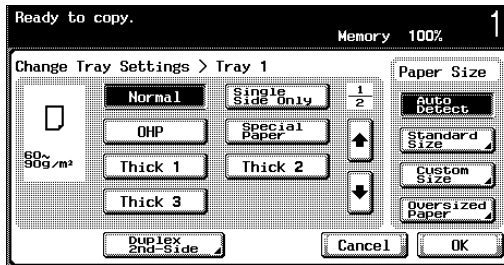 Ready to copy.
1
Memory 100%
Change Tray Settings > Tray 1
Paper Size
Normal
Single
Side Only
1
2
Auto
Detect
OHP
Special
Paper
Standard
Size
60~
90g/m²
Thick 1
Thick 2
Custom
Size
Thick 3
Oversized
Paper
Duplex
2nd-Side
Cancel
OK